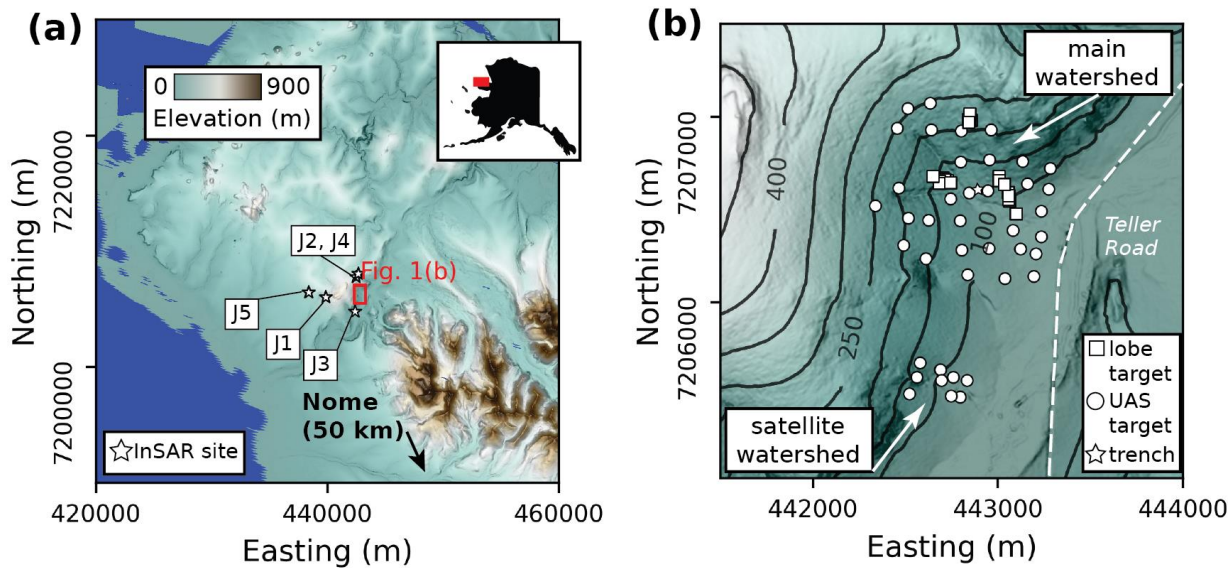 (a)
0 900
Elevation (m)
J2, J4
Fig. 1(b)
J5
J1
J3
Nome
(50 km)
InSAR site
7220000
7200000
Northing (m)
420000 440000 460000
Easting (m)
(b)
main
watershed
400
100
250
Teller
Road
lobe
target
UAS
target
trench
satellite
watershed
7207000
7206000
Northing (m)
442000 443000 444000
Easting (m)